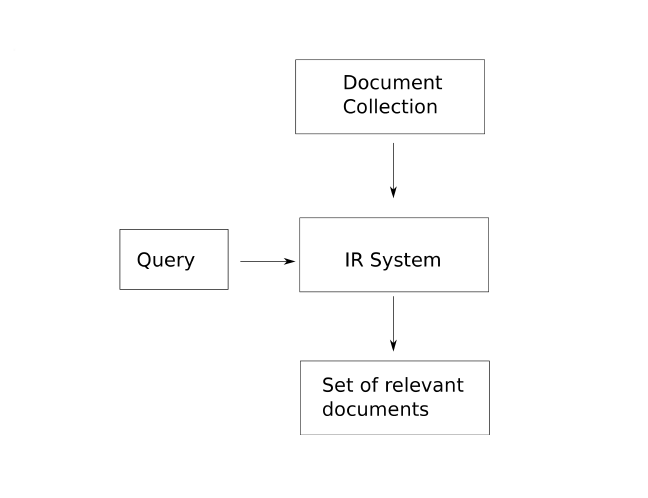 Document
Collection
Query
IR System
Set of relevant
documents